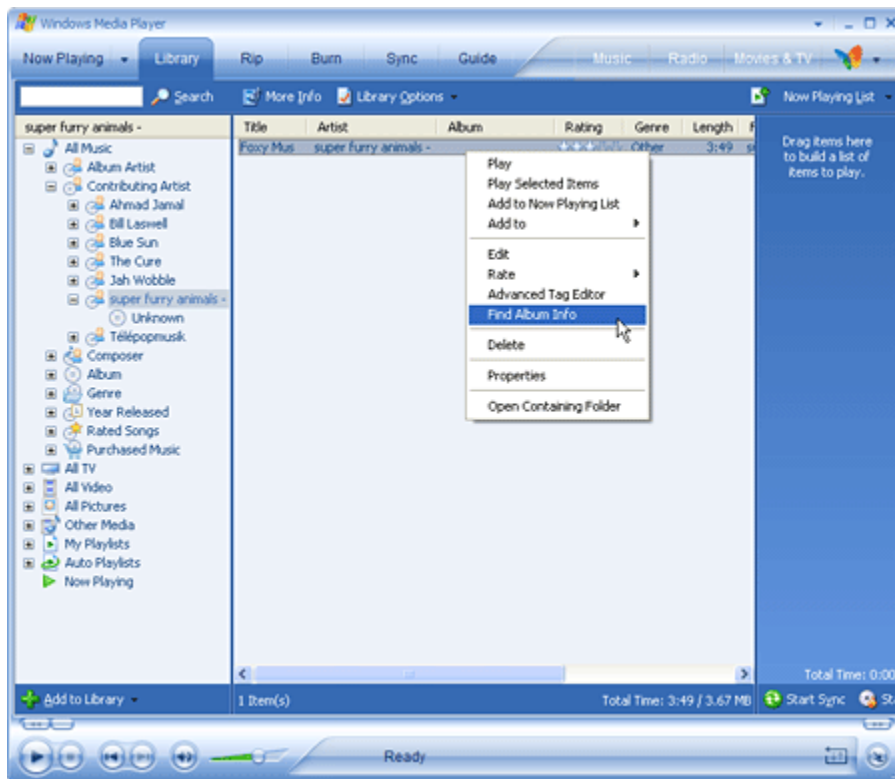 Windows Media Player
Now Playing
Library
Rip
Burn
Sync
Guide
Music
Radio
Movies & TV
Search
More Info
Library Options
Now Playing List
super furry animals -
Title Artist Album Rating Genre Length
Foxy Mus super furry animals - Other 3:49
Drag items here
to build a list of
items to play.
All Music
Album Artist
Contributing Artist
Ahmad Jamal
Bill Laswell
Blue Sun
The Cure
Jah Wobble
super furry animals -
Unknown
Télépopmusik
Composer
Album
Genre
Year Released
Rated Songs
Purchased Music
All TV
All Video
All Pictures
Other Media
My Playlists
Auto Playlists
Now Playing
Play
Play Selected Items
Add to Now Playing List
Add to
Edit
Rate
Advanced Tag Editor
Find Album Info
Delete
Properties
Open Containing Folder
Total Time: 0:00
Add to Library
1 Item(s)
Total Time: 3:49 / 3.67 MB
Start Sync
St
Ready